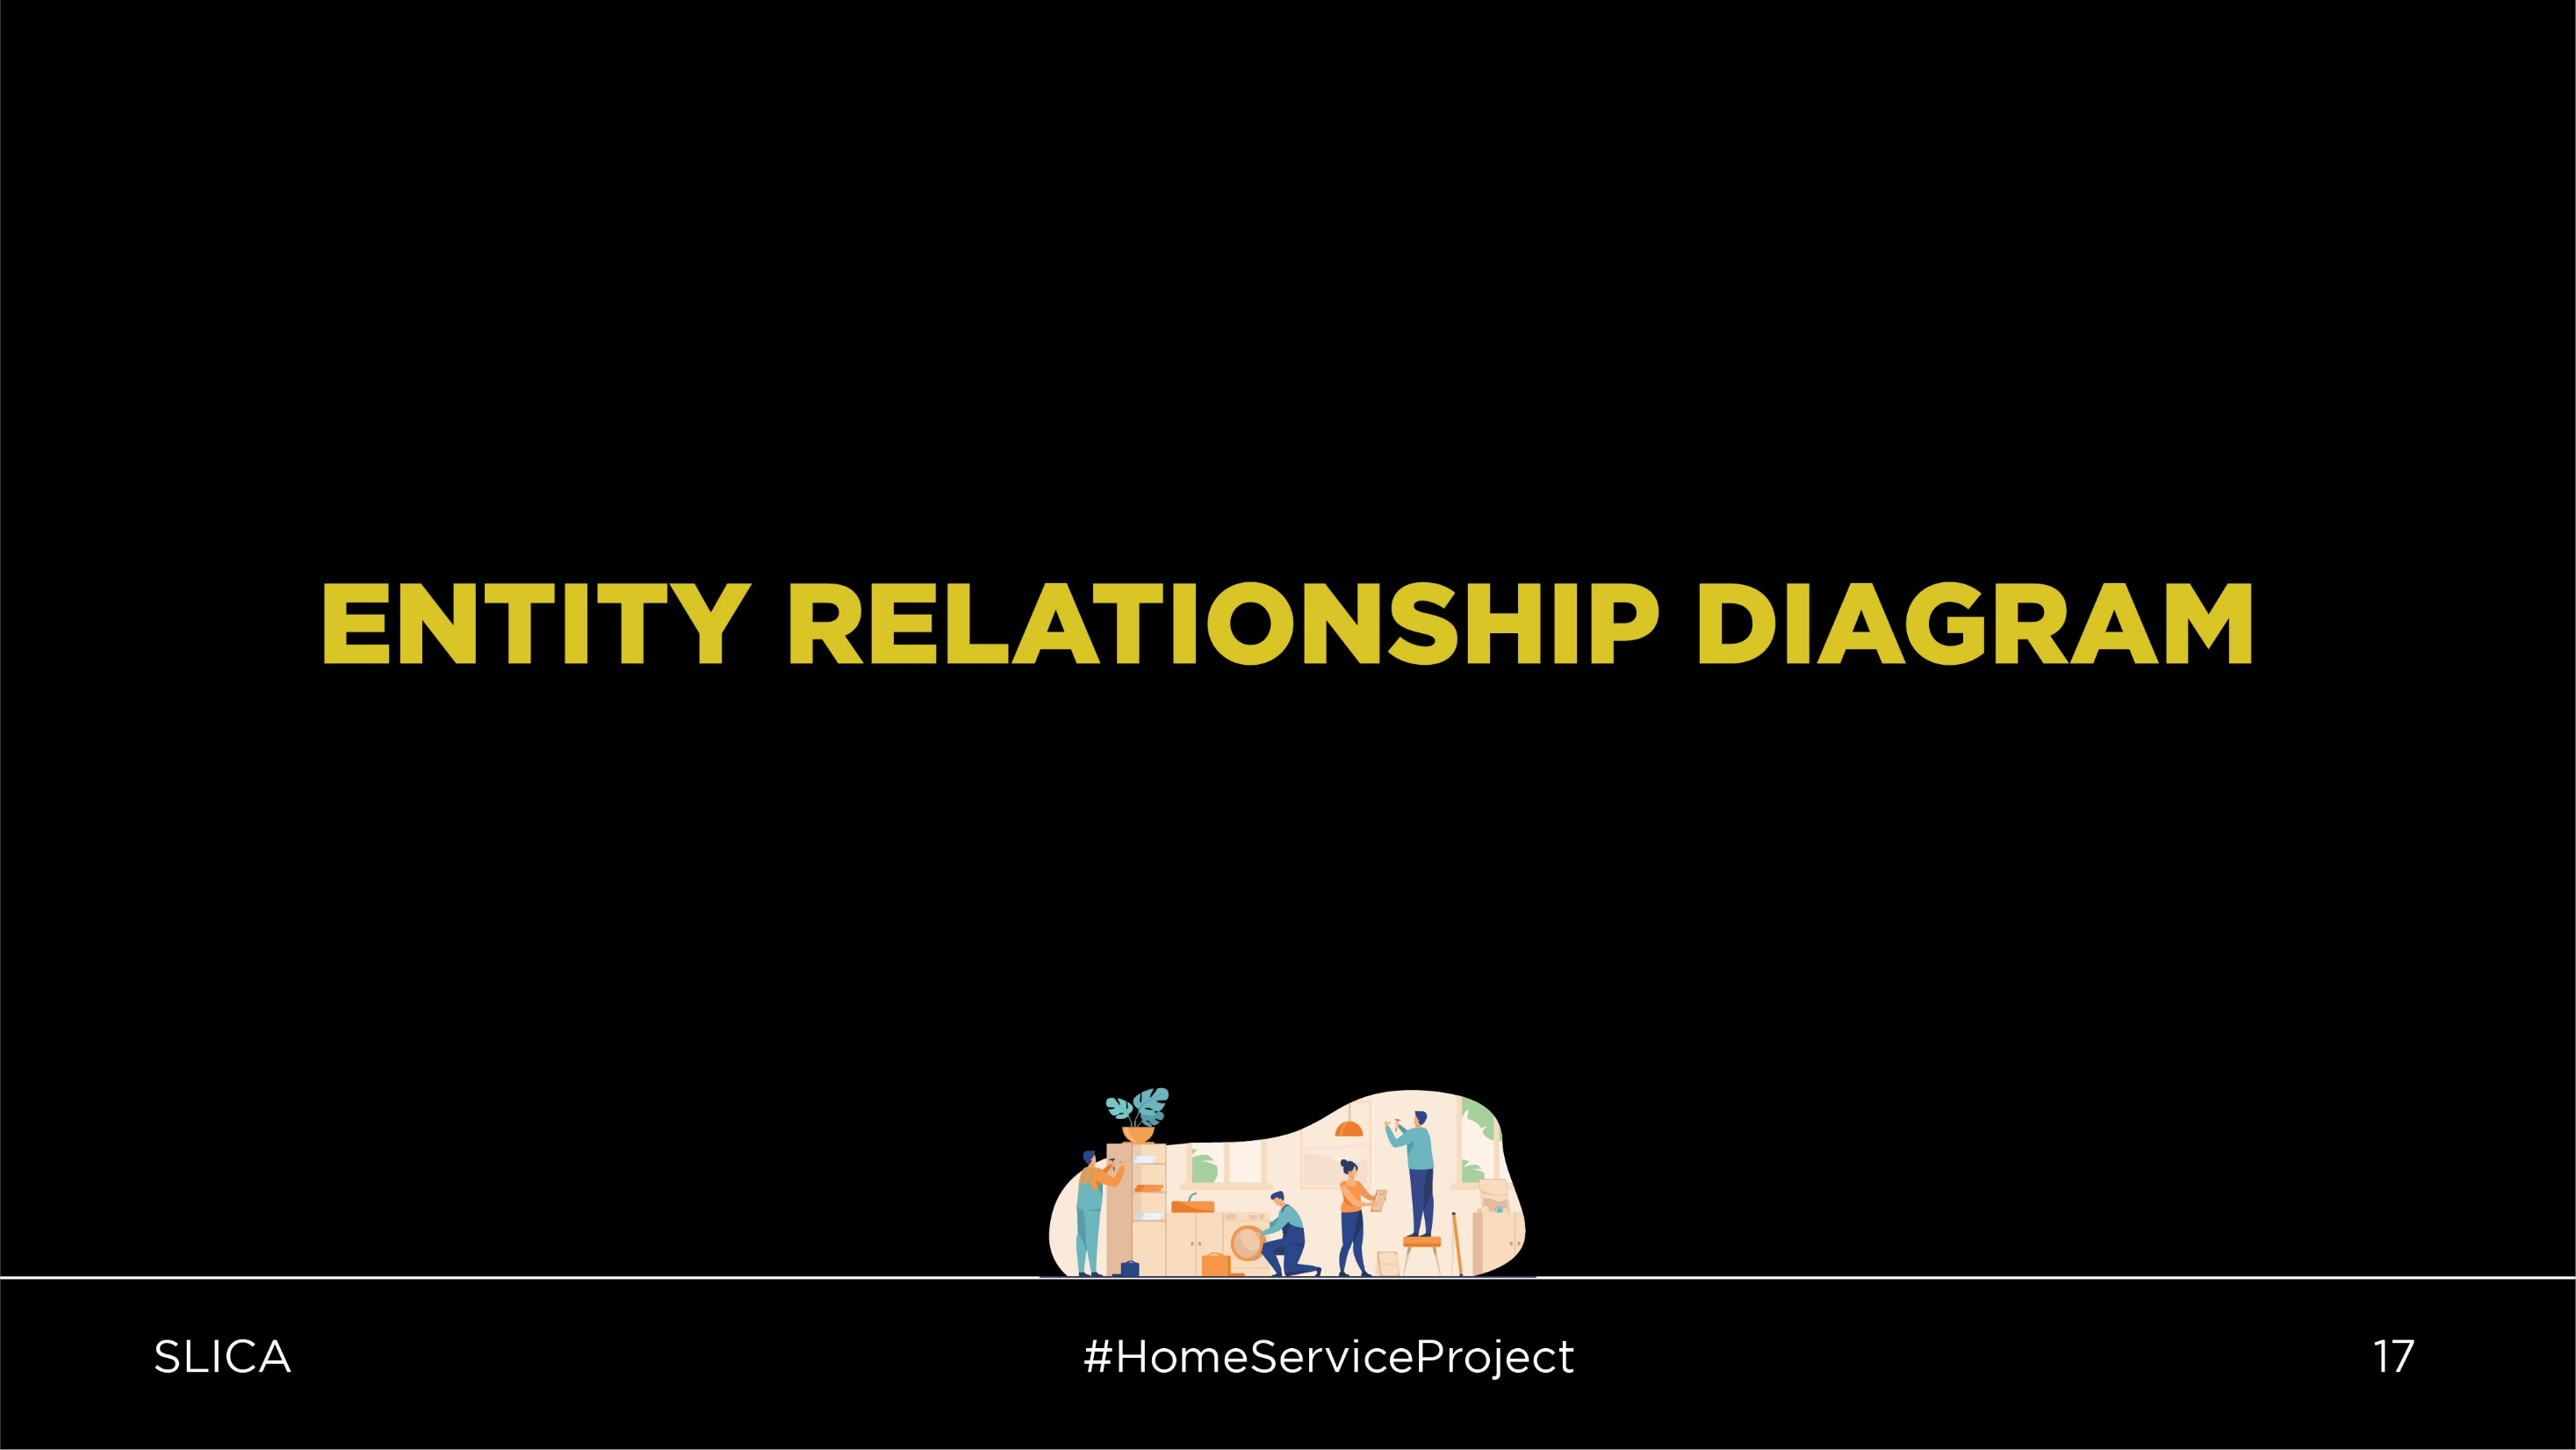 ENTITY RELATIONSHIP DIAGRAM
SLICA
#HomeServiceProject
17